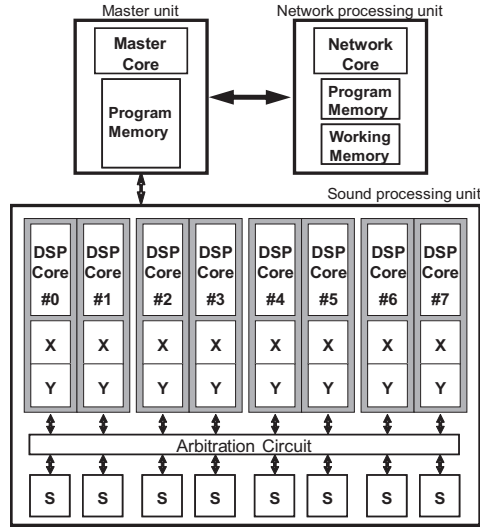 Master unit
Network processing unit
Master
Core
Program
Memory
Network
Core
Program
Memory
Working
Memory
Sound processing unit
DSP
Core
#0
DSP
Core
#1
DSP
Core
#2
DSP
Core
#3
DSP
Core
#4
DSP
Core
#5
DSP
Core
#6
DSP
Core
#7
X X X X X X X X
Y Y Y Y Y Y Y Y
Arbitration Circuit
S S S S S S S S